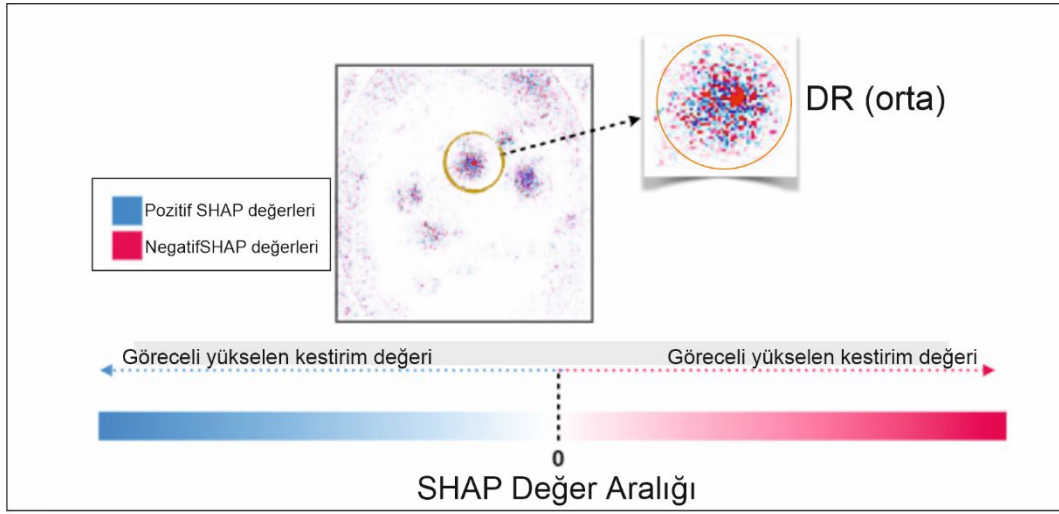 DR (orta)
Pozitif SHAP değerleri
NegatifSHAP değerleri
Göreceli yükselen kestirim değeri
Göreceli yükselen kestirim değeri
0
SHAP Değer Aralığı